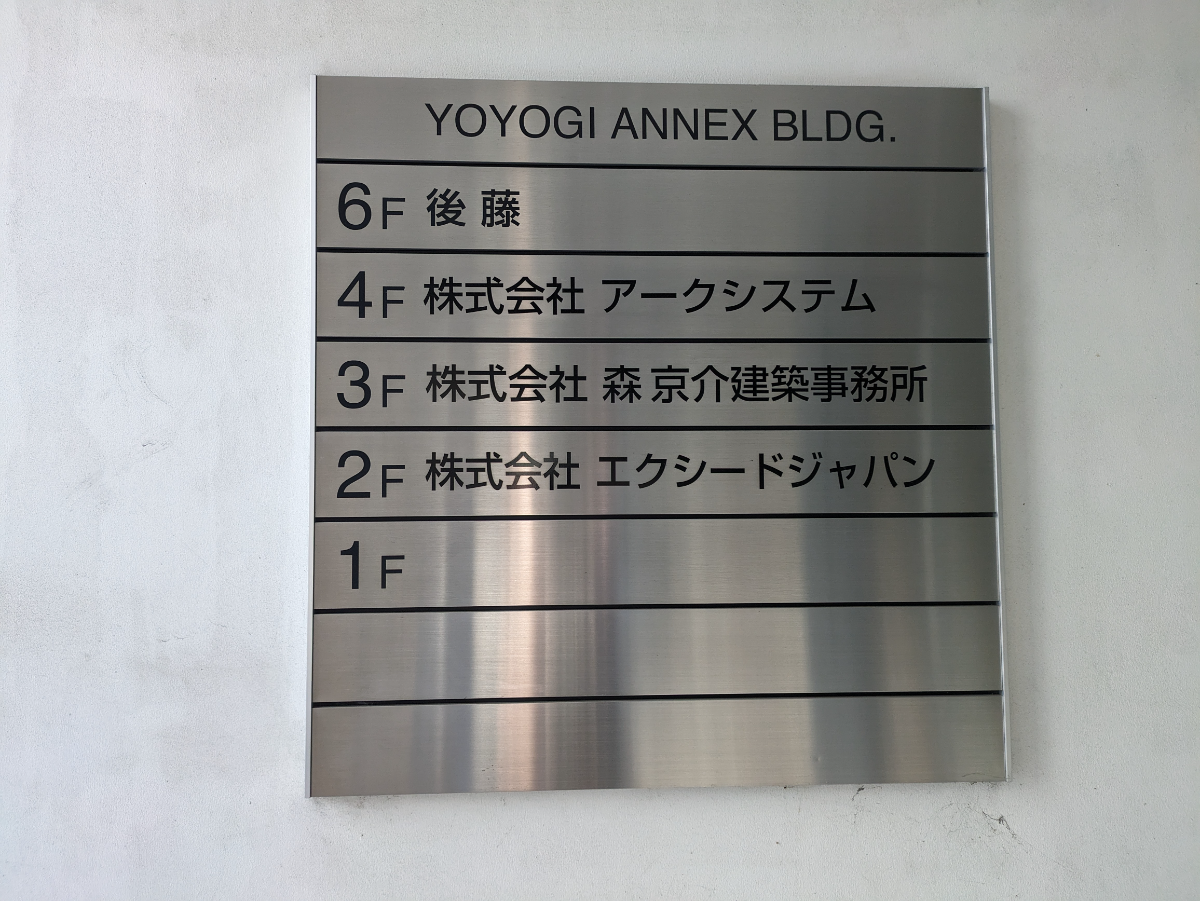 YOYOGI ANNEX BLDG.
6F 後 藤
4F 株式会社 アークシステム
3F 株式会社 森 京介建築事務所
2F 株式会社 エクシードジャパン
1F